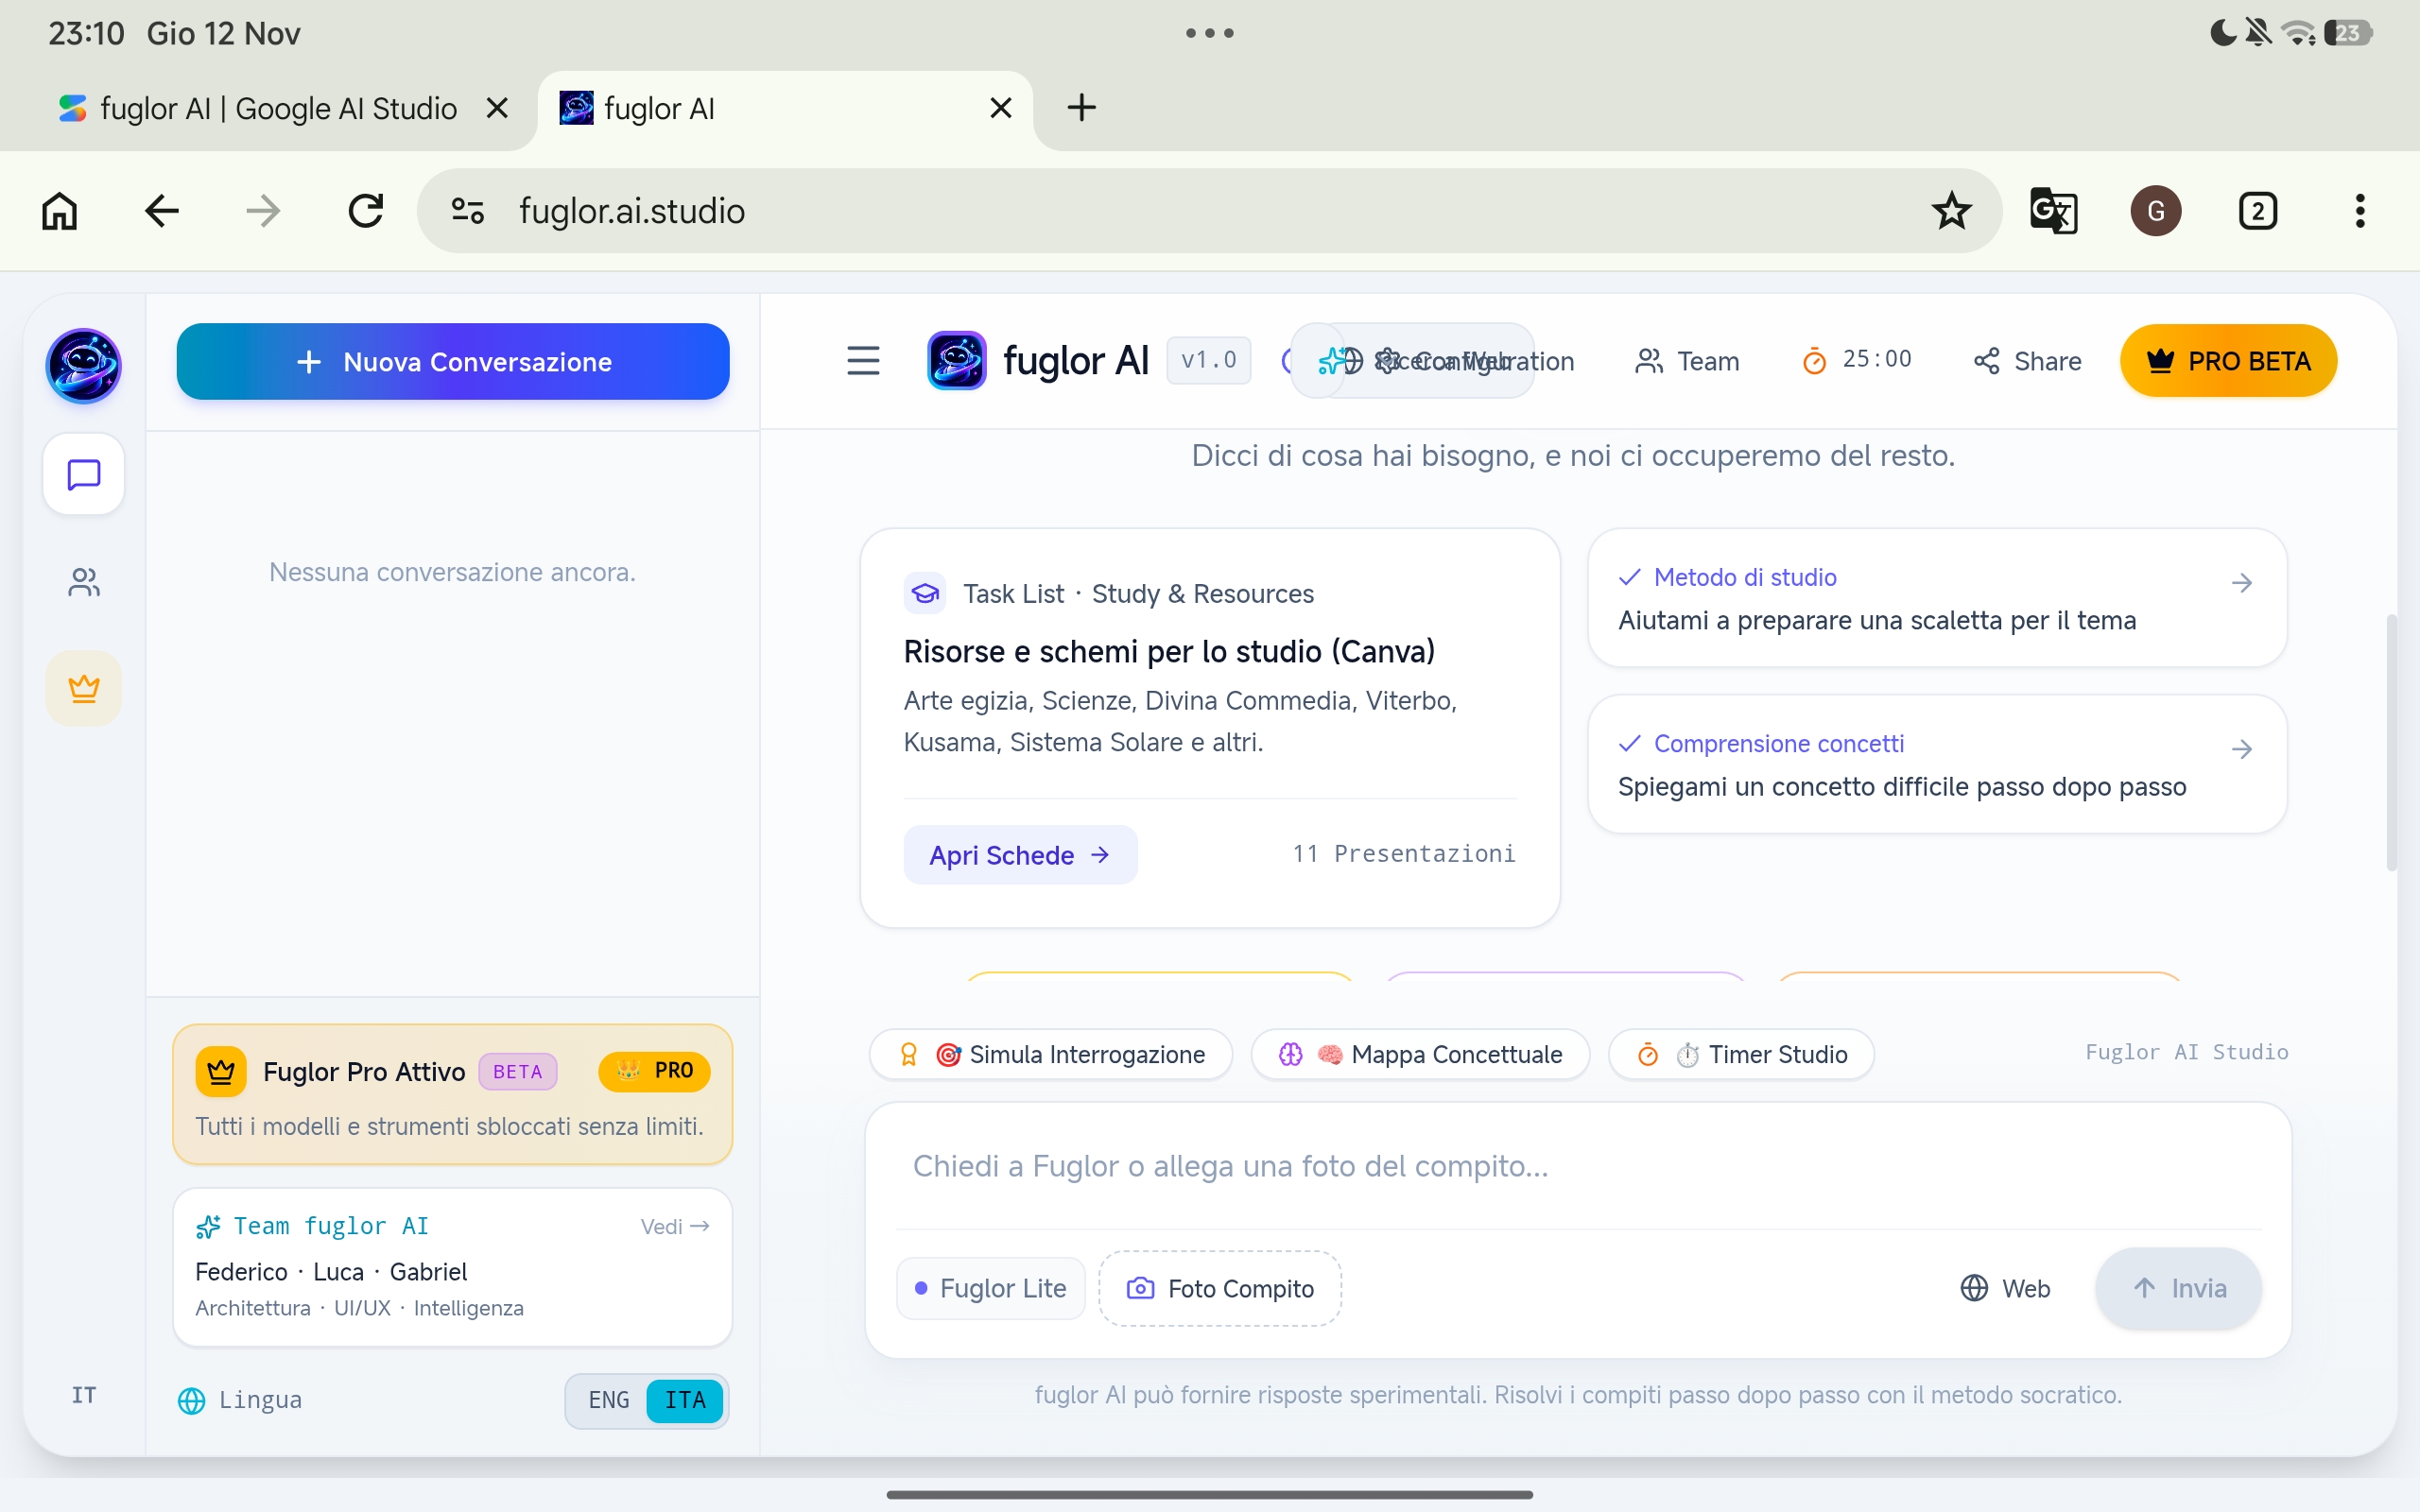 23:10 Gio 12 Nov
23
fuglor AI | Google AI Studio
fuglor AI
fuglor.ai.studio
G
2
Nuova Conversazione
fuglor AI
v1.0
Configuration
Team
25:00
Share
PRO BETA
Nessuna conversazione ancora.
Dicci di cosa hai bisogno, e noi ci occuperemo del resto.
Task List · Study & Resources
Risorse e schemi per lo studio (Canva)
Arte egizia, Scienze, Divina Commedia, Viterbo,
Kusama, Sistema Solare e altri.
Apri Schede
11 Presentazioni
Metodo di studio
Aiutami a preparare una scaletta per il tema
Comprensione concetti
Spiegami un concetto difficile passo dopo passo
Fuglor Pro Attivo
BETA
PRO
Tutti i modelli e strumenti sbloccati senza limiti.
Team fuglor AI
Vedi →
Federico · Luca · Gabriel
Architettura · UI/UX · Intelligenza
IT
Lingua
ENG
ITA
🎯 Simula Interrogazione
🧠 Mappa Concettuale
⏱️ Timer Studio
Fuglor AI Studio
Chiedi a Fuglor o allega una foto del compito...
Fuglor Lite
Foto Compito
Web
Invia
fuglor AI può fornire risposte sperimentali. Risolvi i compiti passo dopo passo con il metodo socratico.